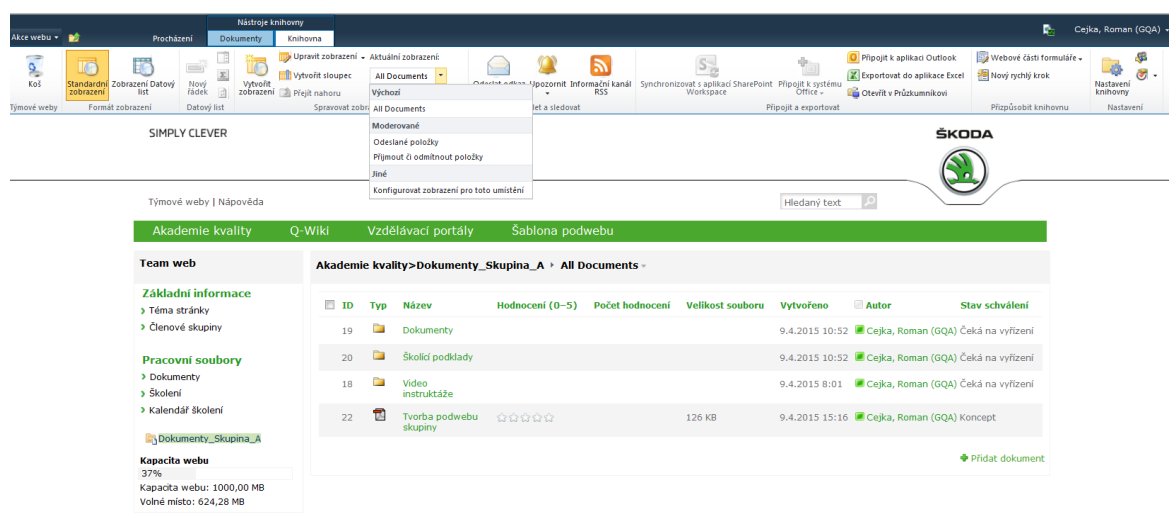 Nástroje knihovny
Akce webu
Procházení
Dokumenty
Knihovna
Cejka, Roman (GQA)
Koš
Standardní zobrazení
Zobrazení Datový list
Nový řádek
Vytvořit zobrazení
Upravit zobrazení
Vytvořit sloupec
Přejít nahoru
Aktuální zobrazení:
All Documents
Upozornit
Informační kanál RSS
Synchronizovat s aplikací SharePoint Workspace
Připojit k systému Office
Připojit k aplikaci Outlook
Exportovat do aplikace Excel
Otevřít v Průzkumníkovi
Webové části formuláře
Nový rychlý krok
Nastavení knihovny
Týmové weby
Formát zobrazení
Datový list
Spravovat
let a sledovat
Připojit a exportovat
Přizpůsobit knihovnu
Nastavení
Výchozí
All Documents
Moderované
Odeslané položky
Přijmout či odmítnout položky
Jiné
Konfigurovat zobrazení pro toto umístění
SIMPLY CLEVER
ŠKODA
Týmové weby | Nápověda
Hledaný text
Akademie kvality Q-Wiki Vzdělávací portály Šablona podwebu
Team web
Akademie kvality>Dokumenty_Skupina_A All Documents
Základní informace
Téma stránky
Členové skupiny
Pracovní soubory
Dokumenty
Školení
Kalendář školení
Dokumenty_Skupina_A
Kapacita webu
37%
Kapacita webu: 1000,00 MB
Volné místo: 624,28 MB
ID Typ Název Hodnocení (0-5) Počet hodnocení Velikost souboru Vytvořeno Autor Stav schválení
19 Dokumenty 9.4.2015 10:52 Cejka, Roman (GQA) Čeká na vyřízení
20 Školící podklady 9.4.2015 10:52 Cejka, Roman (GQA) Čeká na vyřízení
18 Video instruktáže 9.4.2015 8:01 Cejka, Roman (GQA) Čeká na vyřízení
22 Tvorba podwebu skupiny 126 KB 9.4.2015 15:16 Cejka, Roman (GQA) Koncept
Přidat dokument